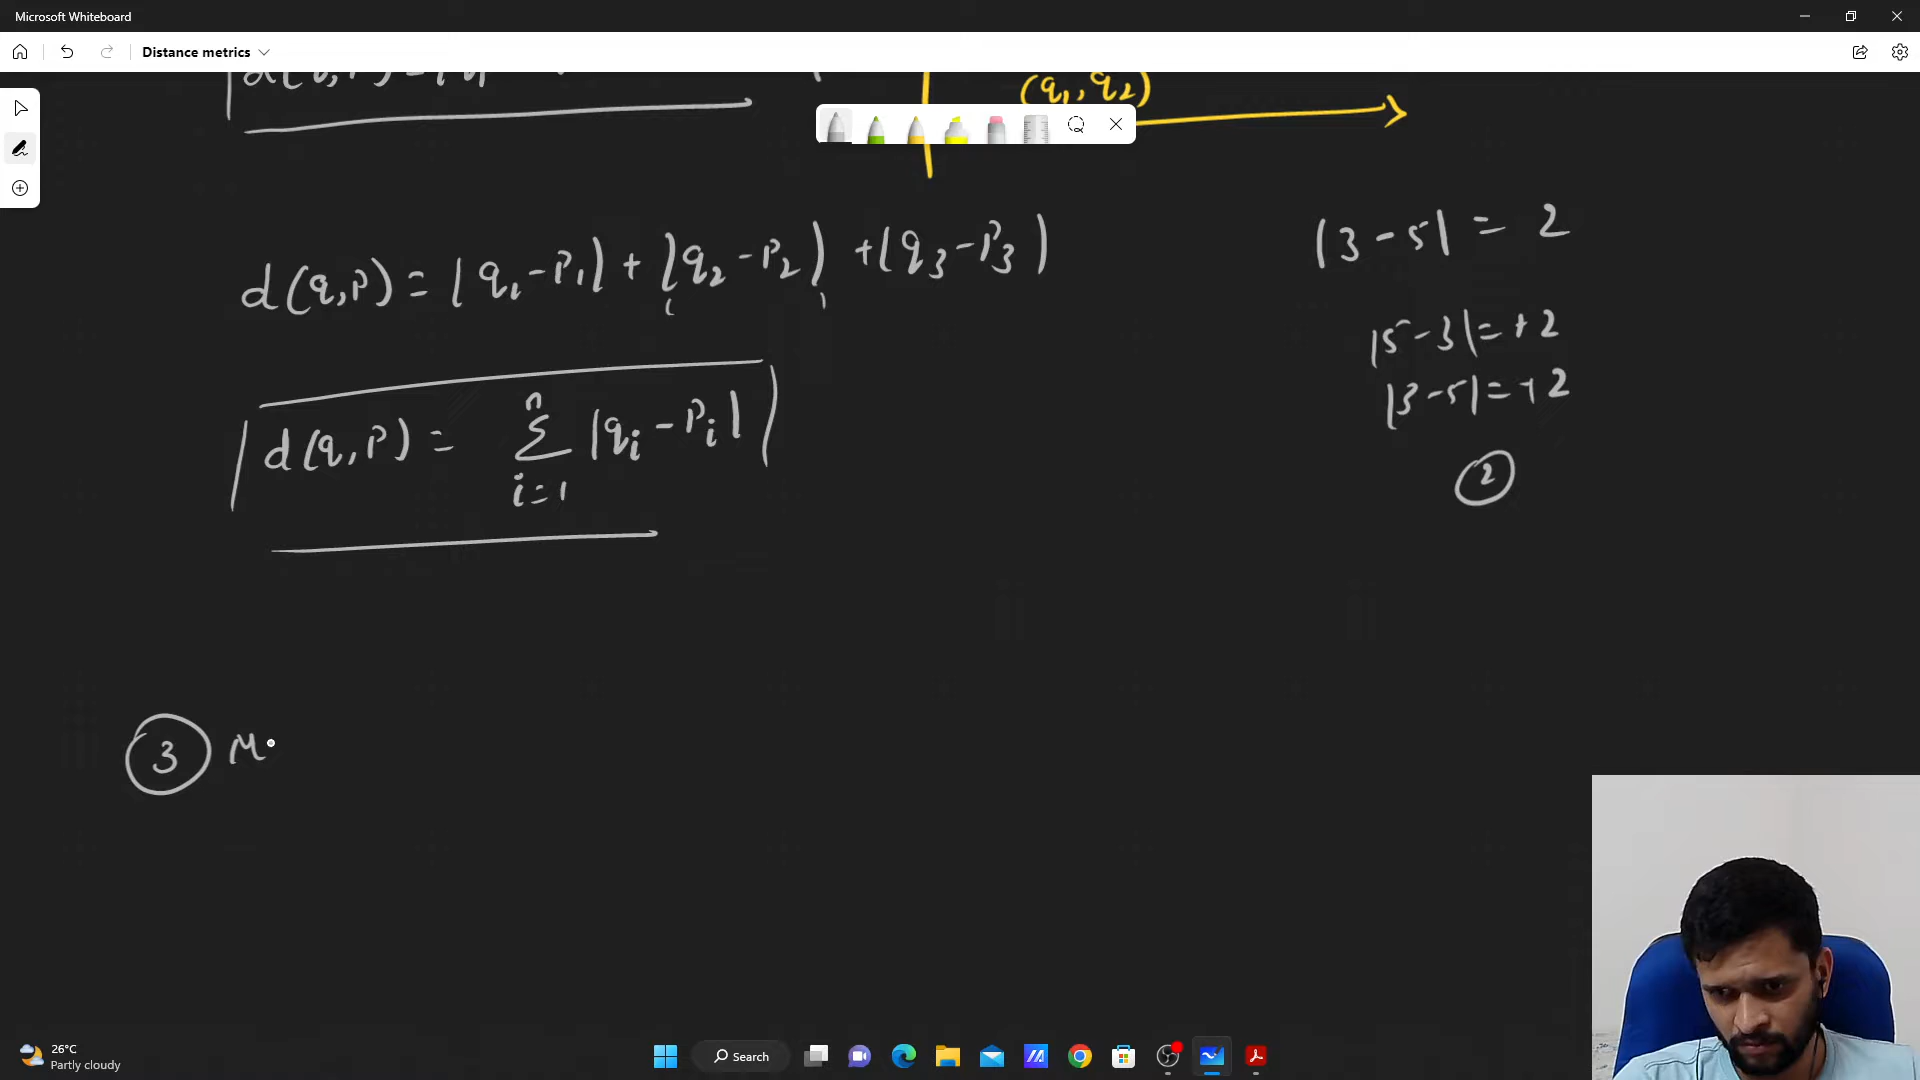 Microsoft Whiteboard
Distance metrics
(q₁, q₂)
d(q,p) = |q₁-p₁| + |q₂-p₂| + |q₃-p₃|
|3-5| = 2
|5-3| = +2
|3-5| = +2
2
d(q,p) = n Σ i=1 |qᵢ-pᵢ|
3 M
26°C
Partly cloudy
Search